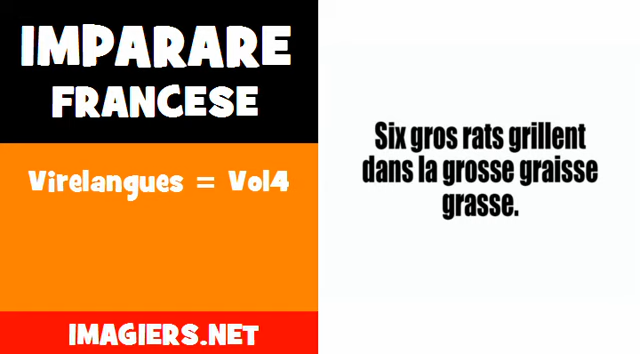 IMPARARE
FRANCESE
Virelangues = Vol4
IMAGIERS.NET
Six gros rats grillent
dans la grosse graisse
grasse.